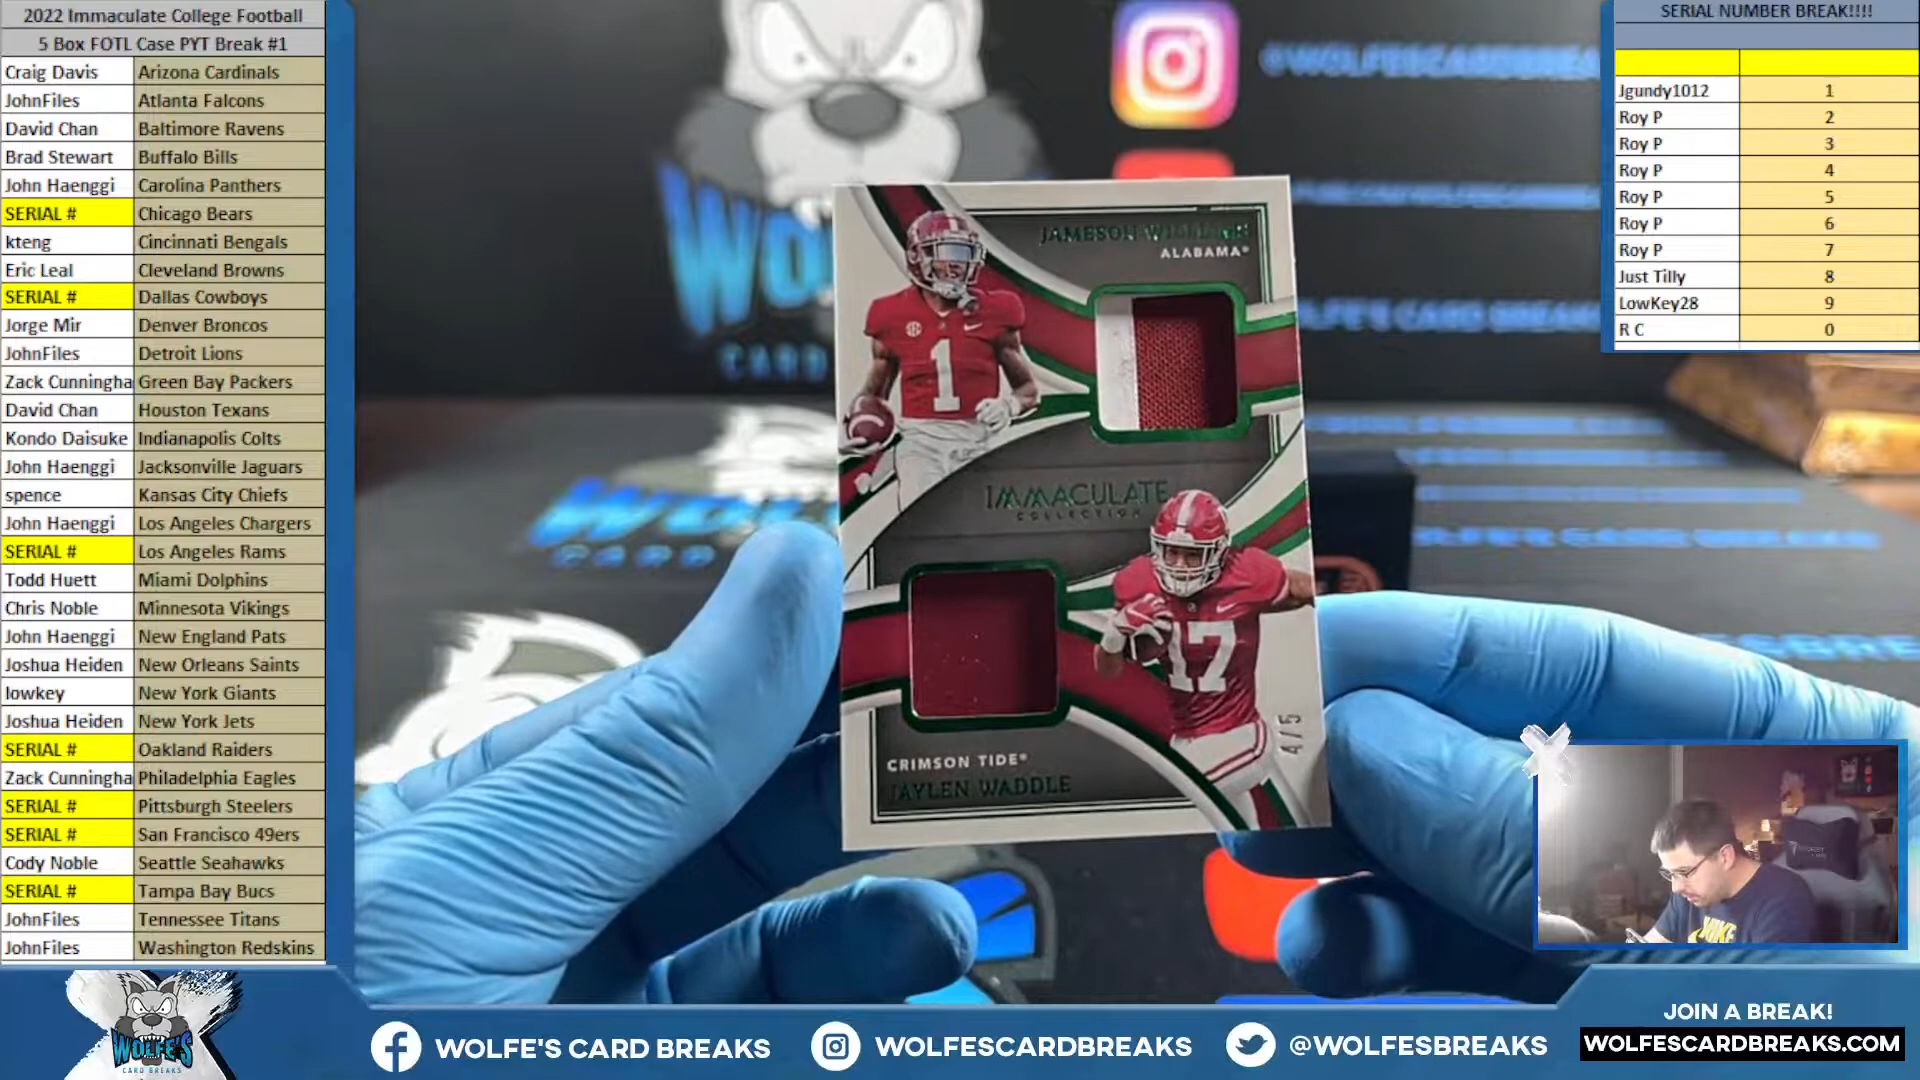 2022 Immaculate College Football
5 Box FOTL Case PYT Break #1
Craig Davis Arizona Cardinals
JohnFiles Atlanta Falcons
David Chan Baltimore Ravens
Brad Stewart Buffalo Bills
John Haenggi Carolina Panthers
SERIAL # Chicago Bears
kteng Cincinnati Bengals
Eric Leal Cleveland Browns
SERIAL # Dallas Cowboys
Jorge Mir Denver Broncos
JohnFiles Detroit Lions
Zack Cunningha Green Bay Packers
David Chan Houston Texans
Kondo Daisuke Indianapolis Colts
John Haenggi Jacksonville Jaguars
spence Kansas City Chiefs
John Haenggi Los Angeles Chargers
SERIAL # Los Angeles Rams
Todd Huett Miami Dolphins
Chris Noble Minnesota Vikings
John Haenggi New England Pats
Joshua Heiden New Orleans Saints
lowkey New York Giants
Joshua Heiden New York Jets
SERIAL # Oakland Raiders
Zack Cunningha Philadelphia Eagles
SERIAL # Pittsburgh Steelers
SERIAL # San Francisco 49ers
Cody Noble Seattle Seahawks
SERIAL # Tampa Bay Bucs
JohnFiles Tennessee Titans
JohnFiles Washington Redskins
SERIAL NUMBER BREAK!!!!
Jgundy1012 1
Roy P 2
Roy P 3
Roy P 4
Roy P 5
Roy P 6
Roy P 7
Just Tilly 8
LowKey28 9
R C 0
JAMESON WILLIAMS
ALABAMA®
1
IMMACULATE
COLLECTION
17
4/5
CRIMSON TIDE®
JAYLEN WADDLE
NIKE
WOLFE'S
CARD BREAKS
WOLFE'S CARD BREAKS
WOLFESCARDBREAKS
@WOLFESBREAKS
JOIN A BREAK!
WOLFESCARDBREAKS.COM